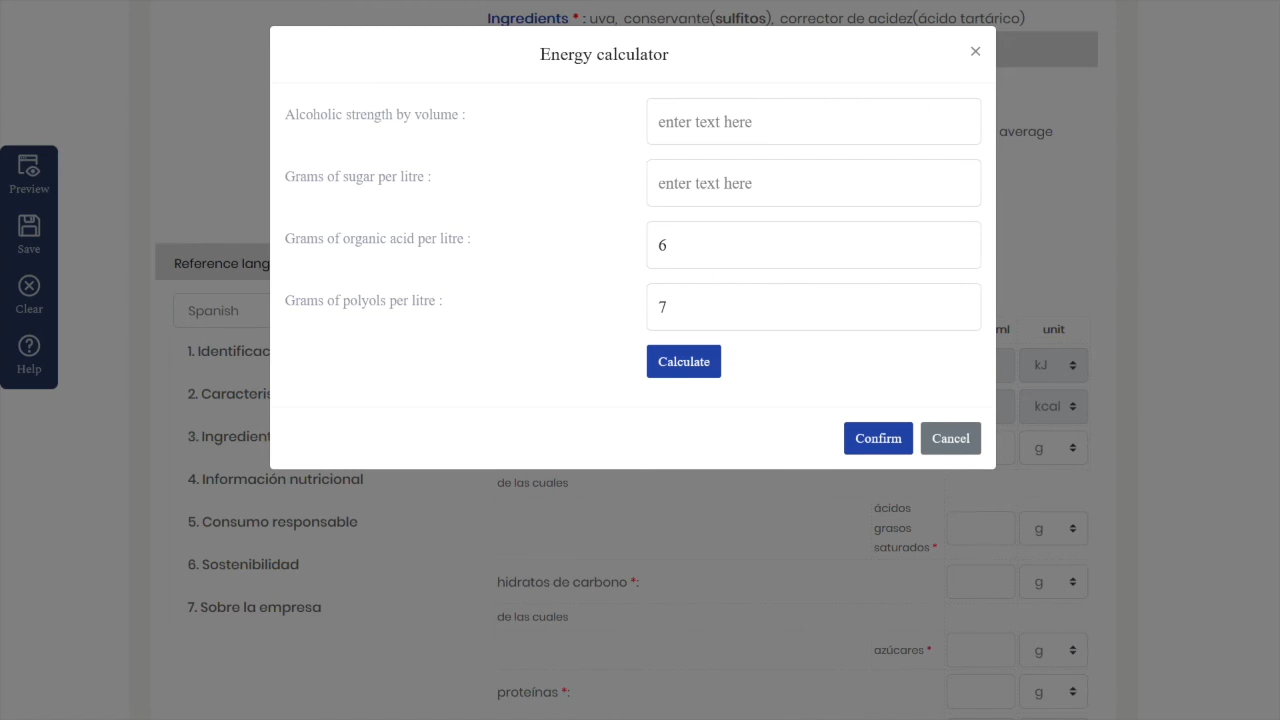 Ingredients * : uva, conservante(sulfitos), corrector de acidez(ácido tartárico)
Energy calculator
×
Alcoholic strength by volume :
enter text here
average
Preview
Grams of sugar per litre :
enter text here
Save
Grams of organic acid per litre :
6
Reference lang
Clear
Grams of polyols per litre :
7
Spanish
ml
unit
Help
1. Identificac
Calculate
kJ
2. Caracteris
kcal
3. Ingredient
Confirm
Cancel
g
4. Información nutricional
de las cuales
5. Consumo responsable
ácidos
grasos
saturados *
g
6. Sostenibilidad
hidratos de carbono *:
g
7. Sobre la empresa
de las cuales
azúcares *
g
proteínas *:
g